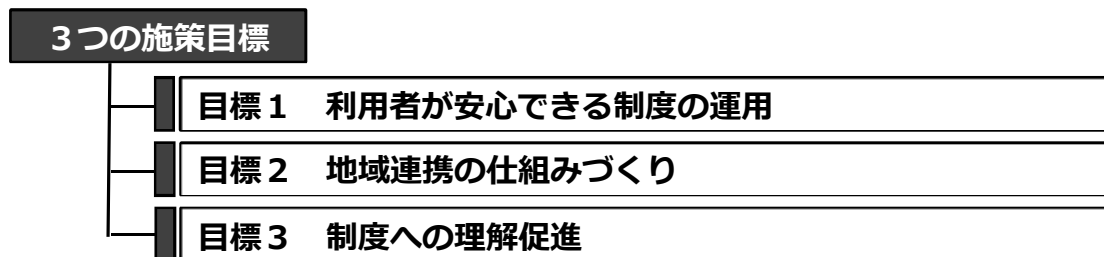 ３つの施策目標
目標１　利用者が安心できる制度の運用
目標２　地域連携の仕組みづくり
目標３　制度への理解促進